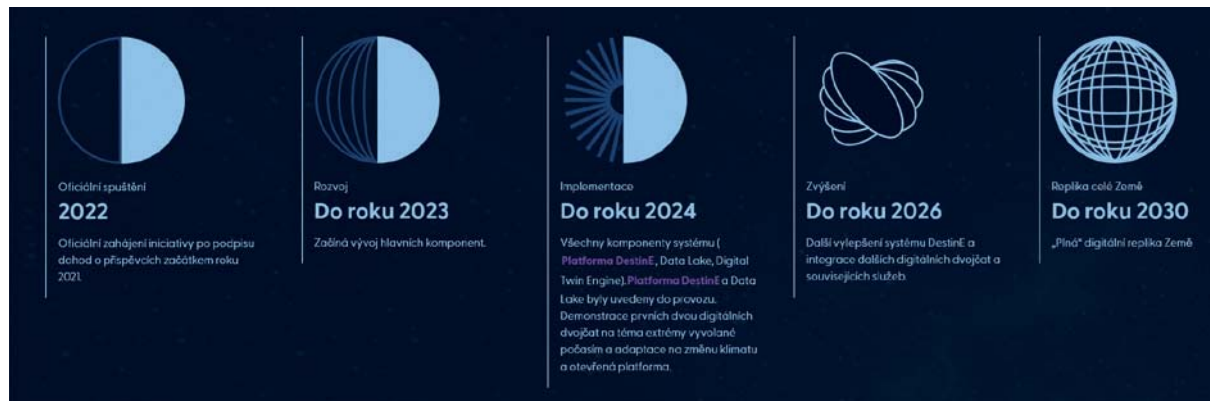 Oficiální spuštění
2022
Oficiální zahájení iniciativy po podpisu
dohod o příspěvcích začátkem roku
2021.
Rozvoj
Do roku 2023
Začíná vývoj hlavních komponent.
Implementace
Do roku 2024
Všechny komponenty systému (
Platforma DestinE, Data Lake, Digital
Twin Engine).Platforma DestinE a Data
Lake byly uvedeny do provozu.
Demonstrace prvních dvou digitálních
dvojčat na téma extrémy vyvolané
počasím a adaptace na změnu klimatu
a otevřená platforma.
Zvýšení
Do roku 2026
Další vylepšení systému DestinE a
integrace dalších digitálních dvojčat a
souvisejících služeb.
Replika celé Země
Do roku 2030
„Plná“ digitální replika Země